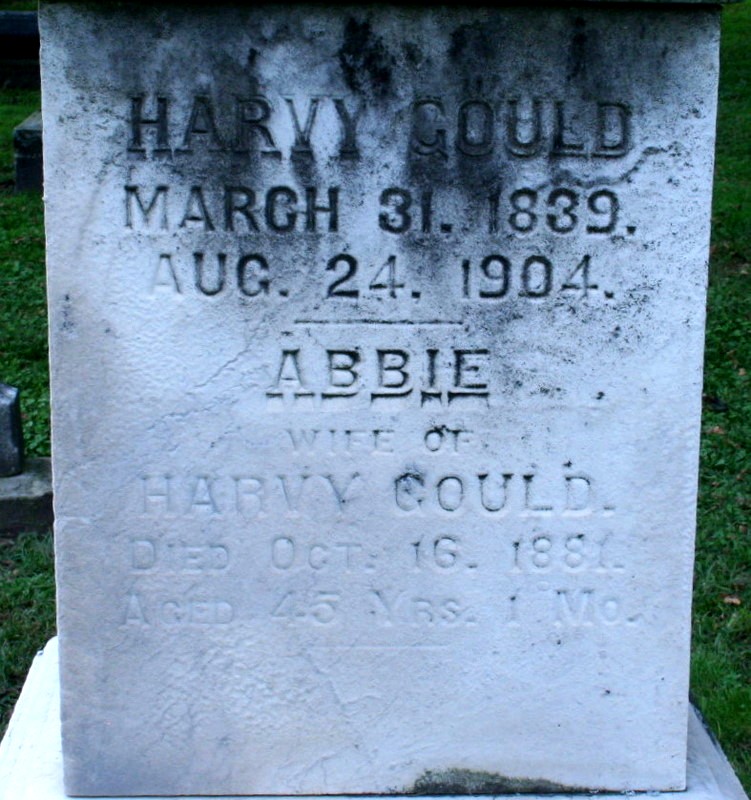 HARVY GOULD
MARCH 31. 1839.
AUG. 24. 1904.
ABBIE
WIFE OF
HARVY GOULD.
DIED OCT. 16. 1881.
AGED 45 YRS. 1 MO.